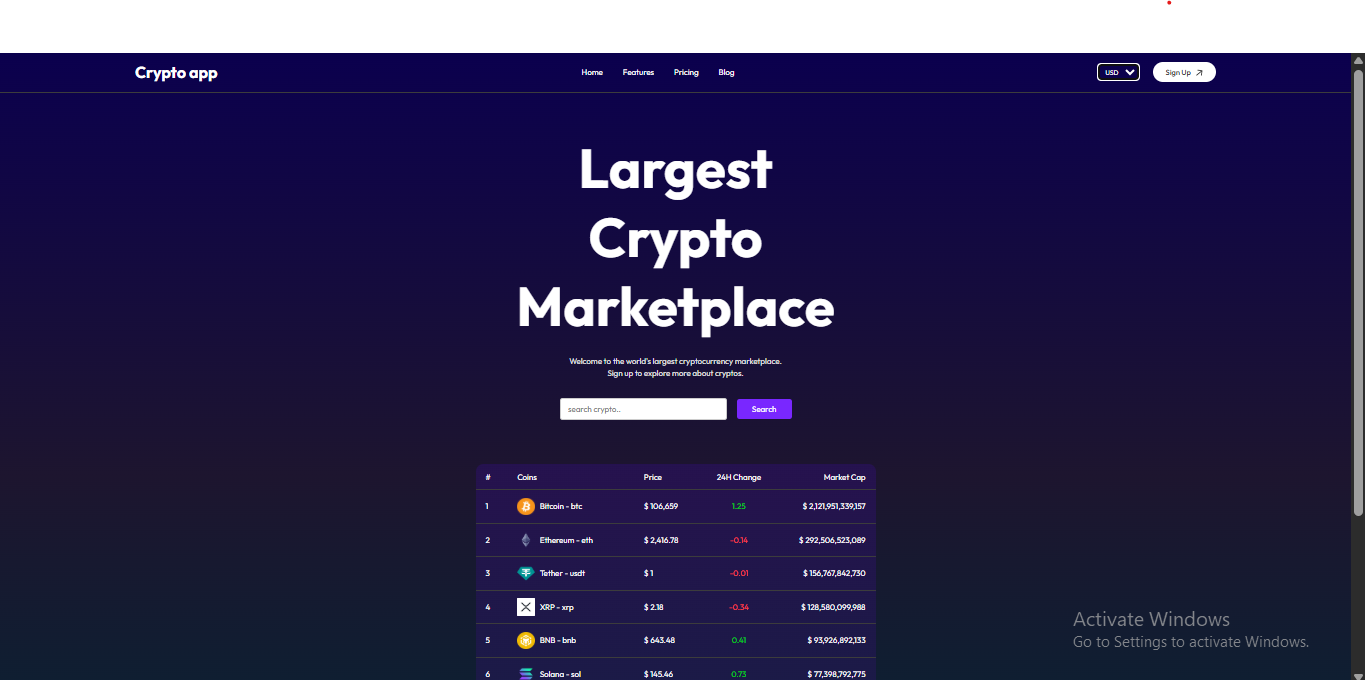 Crypto app Home Features Pricing Blog USD Sign Up
Largest
Crypto
Marketplace
Welcome to the world's largest cryptocurrency marketplace.
Sign up to explore more about cryptos.
search crypto.. Search
# Coins Price 24H Change Market Cap
1 Bitcoin - btc $ 106,659 1.25 $ 2,121,951,339,157
2 Ethereum - eth $ 2,416.78 -0.14 $ 292,506,523,089
3 Tether - usdt $ 1 -0.01 $ 156,767,842,730
4 XRP - xrp $ 2.18 -0.34 $ 128,580,099,988
5 BNB - bnb $ 643.48 0.41 $ 93,926,892,133
6 Solana - sol $ 145.46 0.73 $ 77,398,792,775
Activate Windows
Go to Settings to activate Windows.